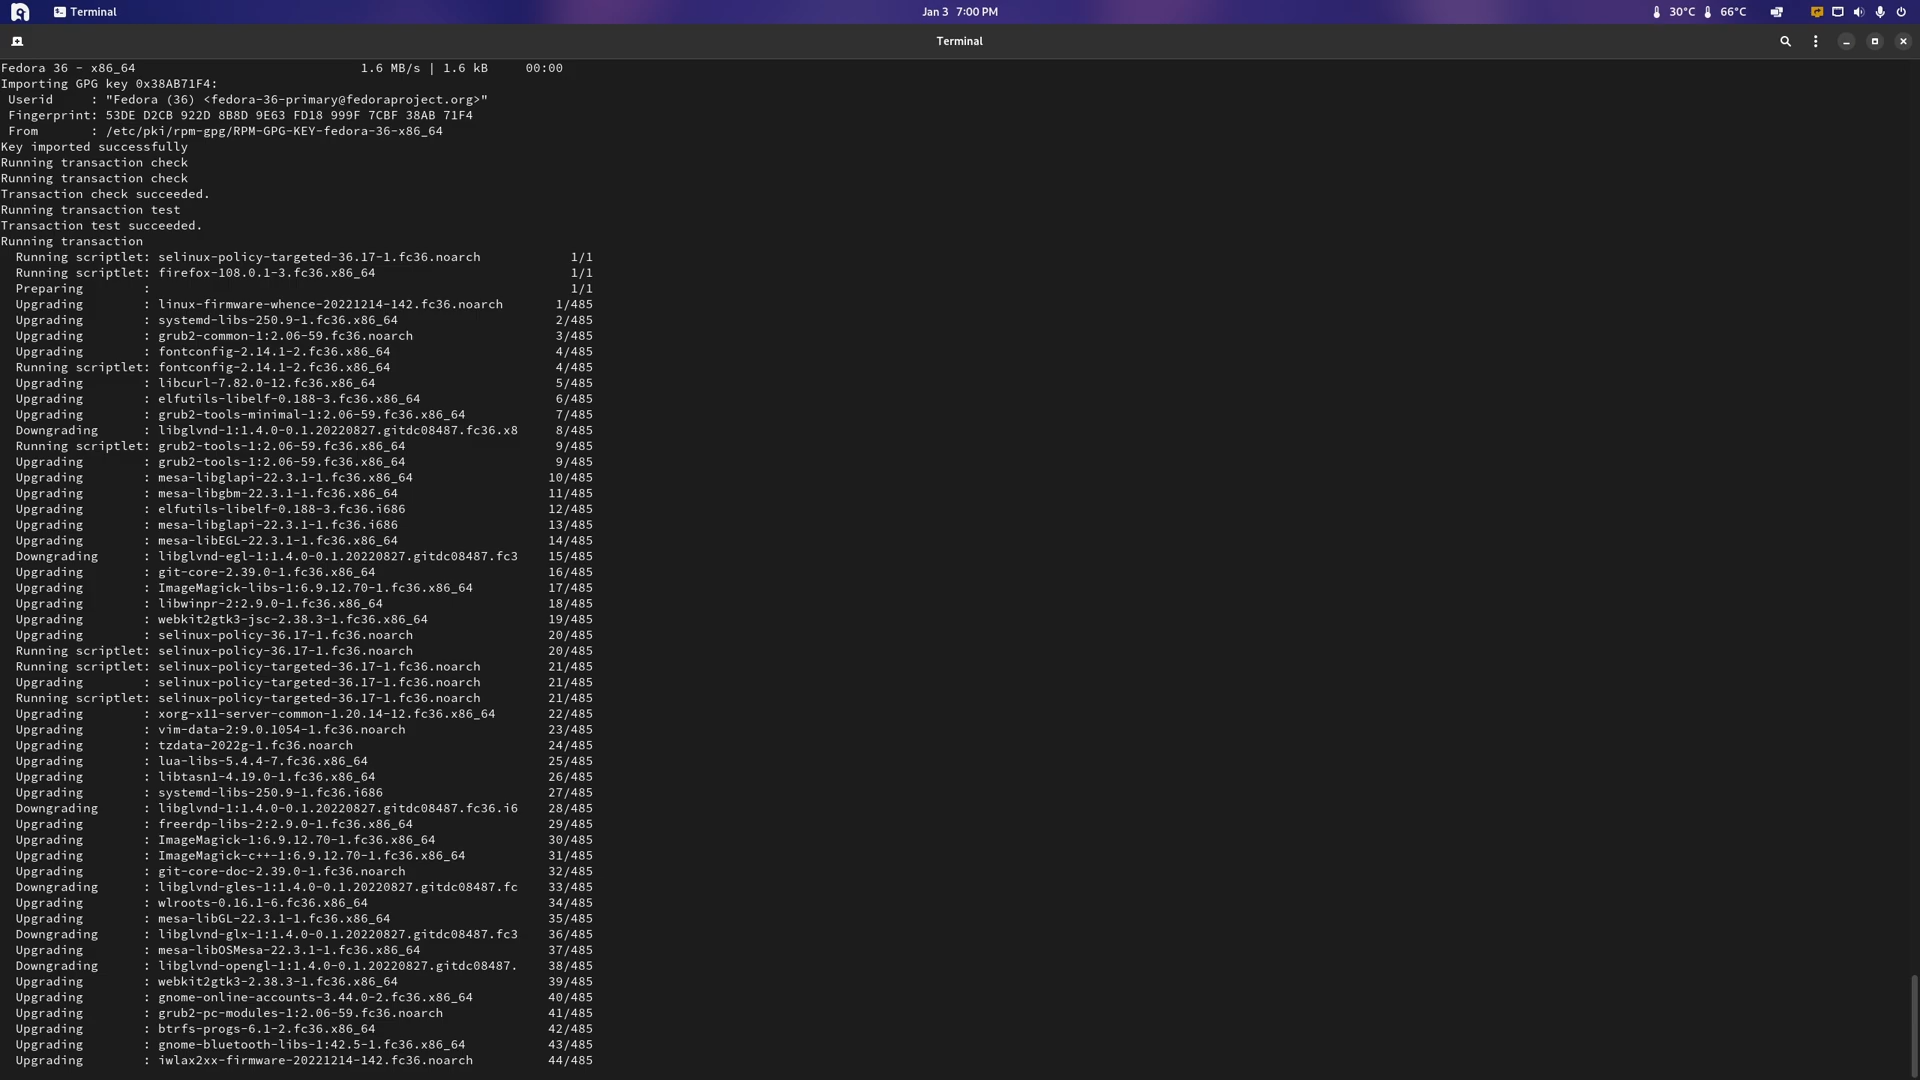 Terminal
Jan 3 7:00 PM
30°C 66°C
Terminal
Fedora 36 - x86_64 1.6 MB/s | 1.6 kB 00:00
Importing GPG key 0x38AB71F4:
Userid : "Fedora (36) <fedora-36-primary@fedoraproject.org>"
Fingerprint: 53DE D2CB 922D 8B8D 9E63 FD18 999F 7CBF 38AB 71F4
From : /etc/pki/rpm-gpg/RPM-GPG-KEY-fedora-36-x86_64
Key imported successfully
Running transaction check
Running transaction check
Transaction check succeeded.
Running transaction test
Transaction test succeeded.
Running transaction
Running scriptlet: selinux-policy-targeted-36.17-1.fc36.noarch 1/1
Running scriptlet: firefox-108.0.1-3.fc36.x86_64 1/1
Preparing : 1/1
Upgrading : linux-firmware-whence-20221214-142.fc36.noarch 1/485
Upgrading : systemd-libs-250.9-1.fc36.x86_64 2/485
Upgrading : grub2-common-1:2.06-59.fc36.noarch 3/485
Upgrading : fontconfig-2.14.1-2.fc36.x86_64 4/485
Running scriptlet: fontconfig-2.14.1-2.fc36.x86_64 4/485
Upgrading : libcurl-7.82.0-12.fc36.x86_64 5/485
Upgrading : elfutils-libelf-0.188-3.fc36.x86_64 6/485
Upgrading : grub2-tools-minimal-1:2.06-59.fc36.x86_64 7/485
Downgrading : libglvnd-1:1.4.0-0.1.20220827.gitdc08487.fc36.x8 8/485
Running scriptlet: grub2-tools-1:2.06-59.fc36.x86_64 9/485
Upgrading : grub2-tools-1:2.06-59.fc36.x86_64 9/485
Upgrading : mesa-libglapi-22.3.1-1.fc36.x86_64 10/485
Upgrading : mesa-libgbm-22.3.1-1.fc36.x86_64 11/485
Upgrading : elfutils-libelf-0.188-3.fc36.i686 12/485
Upgrading : mesa-libglapi-22.3.1-1.fc36.i686 13/485
Upgrading : mesa-libEGL-22.3.1-1.fc36.x86_64 14/485
Downgrading : libglvnd-egl-1:1.4.0-0.1.20220827.gitdc08487.fc3 15/485
Upgrading : git-core-2.39.0-1.fc36.x86_64 16/485
Upgrading : ImageMagick-libs-1:6.9.12.70-1.fc36.x86_64 17/485
Upgrading : libwinpr-2:2.9.0-1.fc36.x86_64 18/485
Upgrading : webkit2gtk3-jsc-2.38.3-1.fc36.x86_64 19/485
Upgrading : selinux-policy-36.17-1.fc36.noarch 20/485
Running scriptlet: selinux-policy-36.17-1.fc36.noarch 20/485
Running scriptlet: selinux-policy-targeted-36.17-1.fc36.noarch 21/485
Upgrading : selinux-policy-targeted-36.17-1.fc36.noarch 21/485
Running scriptlet: selinux-policy-targeted-36.17-1.fc36.noarch 21/485
Upgrading : xorg-x11-server-common-1.20.14-12.fc36.x86_64 22/485
Upgrading : vim-data-2:9.0.1054-1.fc36.noarch 23/485
Upgrading : tzdata-2022g-1.fc36.noarch 24/485
Upgrading : lua-libs-5.4.4-7.fc36.x86_64 25/485
Upgrading : libtasn1-4.19.0-1.fc36.x86_64 26/485
Upgrading : systemd-libs-250.9-1.fc36.i686 27/485
Downgrading : libglvnd-1:1.4.0-0.1.20220827.gitdc08487.fc36.i6 28/485
Upgrading : freerdp-libs-2:2.9.0-1.fc36.x86_64 29/485
Upgrading : ImageMagick-1:6.9.12.70-1.fc36.x86_64 30/485
Upgrading : ImageMagick-c++-1:6.9.12.70-1.fc36.x86_64 31/485
Upgrading : git-core-doc-2.39.0-1.fc36.noarch 32/485
Downgrading : libglvnd-gles-1:1.4.0-0.1.20220827.gitdc08487.fc 33/485
Upgrading : wlroots-0.16.1-6.fc36.x86_64 34/485
Upgrading : mesa-libGL-22.3.1-1.fc36.x86_64 35/485
Downgrading : libglvnd-glx-1:1.4.0-0.1.20220827.gitdc08487.fc3 36/485
Upgrading : mesa-libOSMesa-22.3.1-1.fc36.x86_64 37/485
Downgrading : libglvnd-opengl-1:1.4.0-0.1.20220827.gitdc08487. 38/485
Upgrading : webkit2gtk3-2.38.3-1.fc36.x86_64 39/485
Upgrading : gnome-online-accounts-3.44.0-2.fc36.x86_64 40/485
Upgrading : grub2-pc-modules-1:2.06-59.fc36.noarch 41/485
Upgrading : btrfs-progs-6.1-2.fc36.x86_64 42/485
Upgrading : gnome-bluetooth-libs-1:42.5-1.fc36.x86_64 43/485
Upgrading : iwlax2xx-firmware-20221214-142.fc36.noarch 44/485